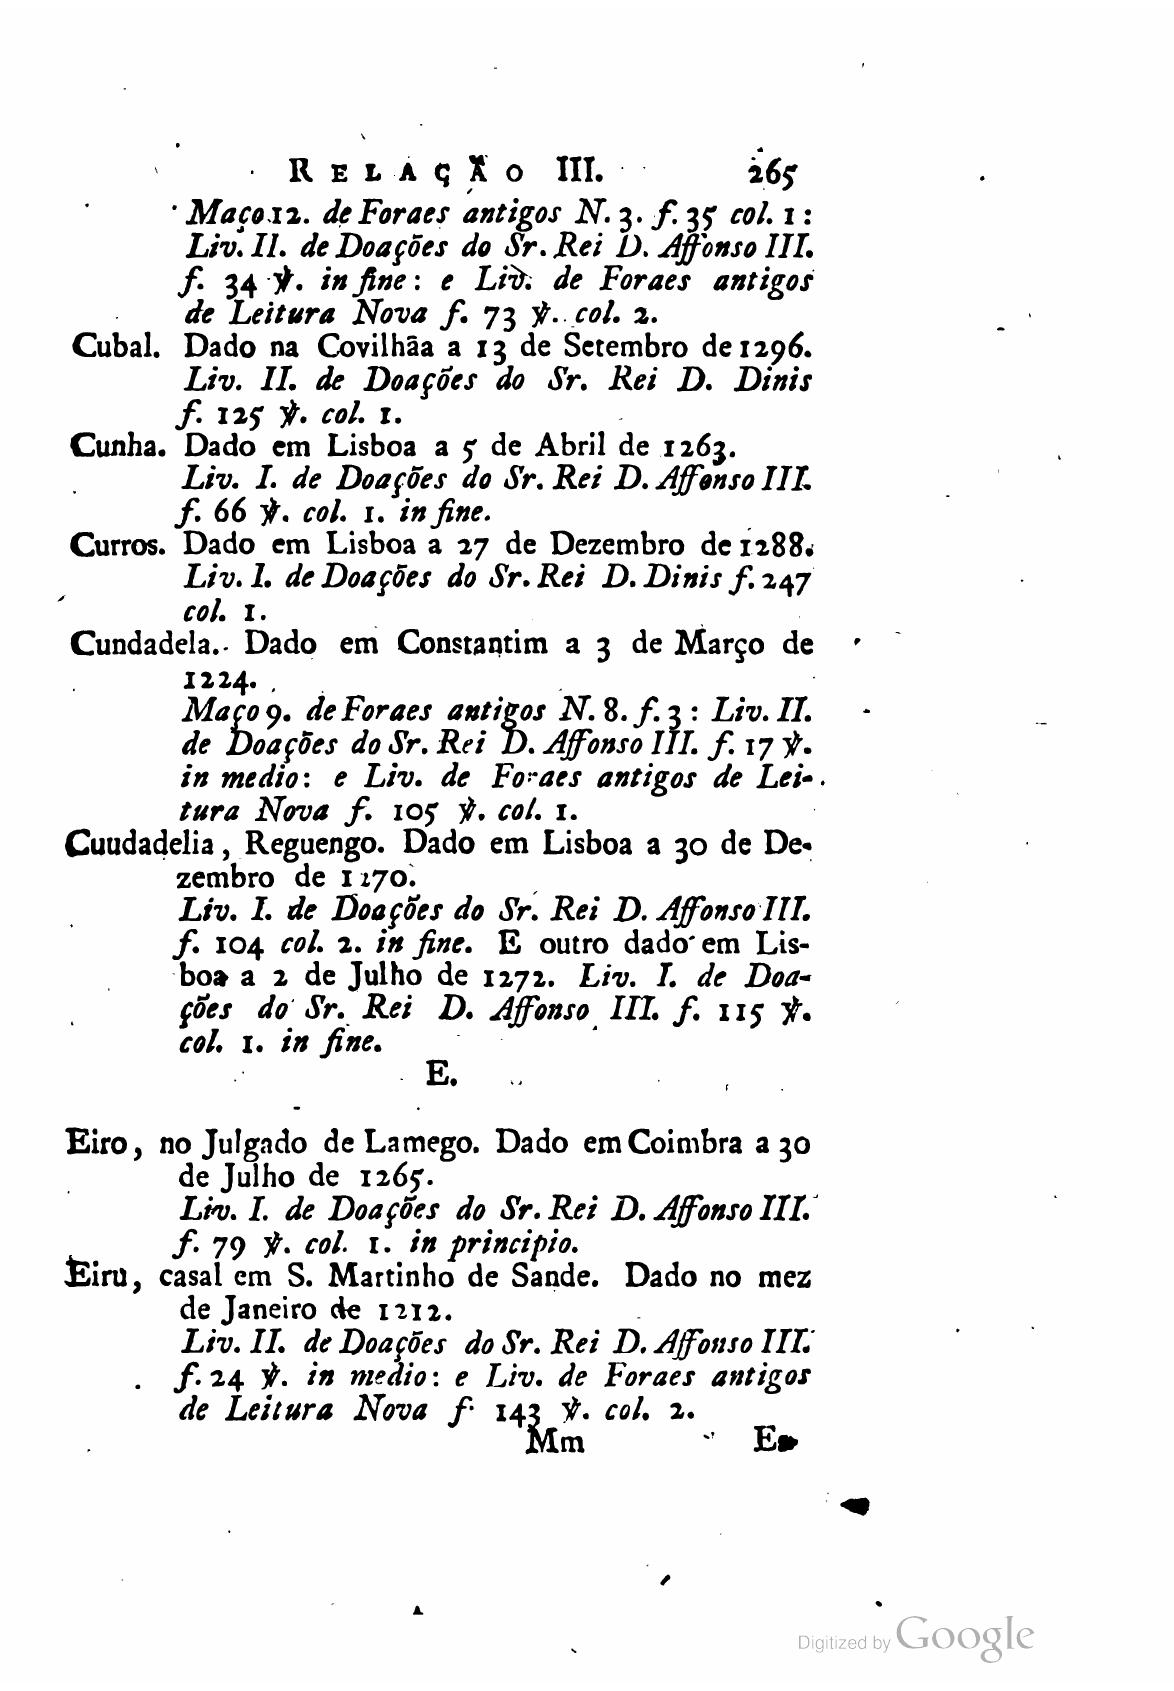 RELAÇÃO III. 265
Maço 12. de Foraes antigos N. 3. f. 35 col. 1 :
Liv. II. de Doações do Sr. Rei D. Affonso III.
f. 34 ℣. in fine : e Liv. de Foraes antigos
de Leitura Nova f. 73 ℣. col. 2.
Cubal. Dado na Covilhãa a 13 de Setembro de 1296.
Liv. II. de Doações do Sr. Rei D. Dinis
f. 125 ℣. col. 1.
Cunha. Dado em Lisboa a 5 de Abril de 1263.
Liv. I. de Doações do Sr. Rei D. Affonso III.
f. 66 ℣. col. 1. in fine.
Curros. Dado em Lisboa a 27 de Dezembro de 1288.
Liv. I. de Doações do Sr. Rei D. Dinis f. 247
col. 1.
Cundadela. Dado em Constantim a 3 de Março de
1224.
Maço 9. de Foraes antigos N. 8. f. 3 : Liv. II.
de Doações do Sr. Rei D. Affonso III. f. 17 ℣.
in medio : e Liv. de Foraes antigos de Lei-
tura Nova f. 105 ℣. col. 1.
Cuudadelia, Reguengo. Dado em Lisboa a 30 de De-
zembro de 1270.
Liv. I. de Doações do Sr. Rei D. Affonso III.
f. 104 col. 2. in fine. E outro dado em Lis-
boa a 2 de Julho de 1272. Liv. I. de Doa-
ções do Sr. Rei D. Affonso III. f. 115 ℣.
col. 1. in fine.
E.
Eiro, no Julgado de Lamego. Dado em Coimbra a 30
de Julho de 1265.
Liv. I. de Doações do Sr. Rei D. Affonso III.
f. 79 ℣. col. 1. in principio.
Eiru, casal em S. Martinho de Sande. Dado no mez
de Janeiro de 1212.
Liv. II. de Doações do Sr. Rei D. Affonso III.
f. 24 ℣. in medio : e Liv. de Foraes antigos
de Leitura Nova f. 143 ℣. col. 2.
Mm E-
Digitized by Google